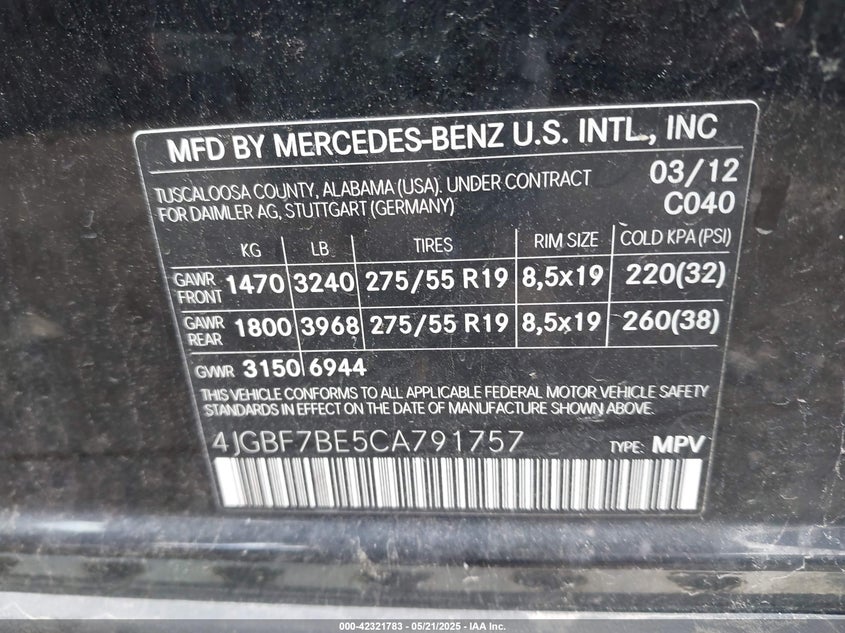 MFD BY MERCEDES-BENZ U.S. INTL., INC
TUSCALOOSA COUNTY, ALABAMA (USA). UNDER CONTRACT
FOR DAIMLER AG, STUTTGART (GERMANY)
03/12
C040
KG LB TIRES RIM SIZE COLD KPA (PSI)
GAWR FRONT 1470 3240 275/55 R19 8,5x19 220(32)
GAWR REAR 1800 3968 275/55 R19 8,5x19 260(38)
GVWR 3150 6944
THIS VEHICLE CONFORMS TO ALL APPLICABLE FEDERAL MOTOR VEHICLE SAFETY
STANDARDS IN EFFECT ON THE DATE OF MANUFACTURE SHOWN ABOVE.
4JGBF7BE5CA791757 TYPE: MPV
000-42321783 - 05/21/2025 - IAA Inc.